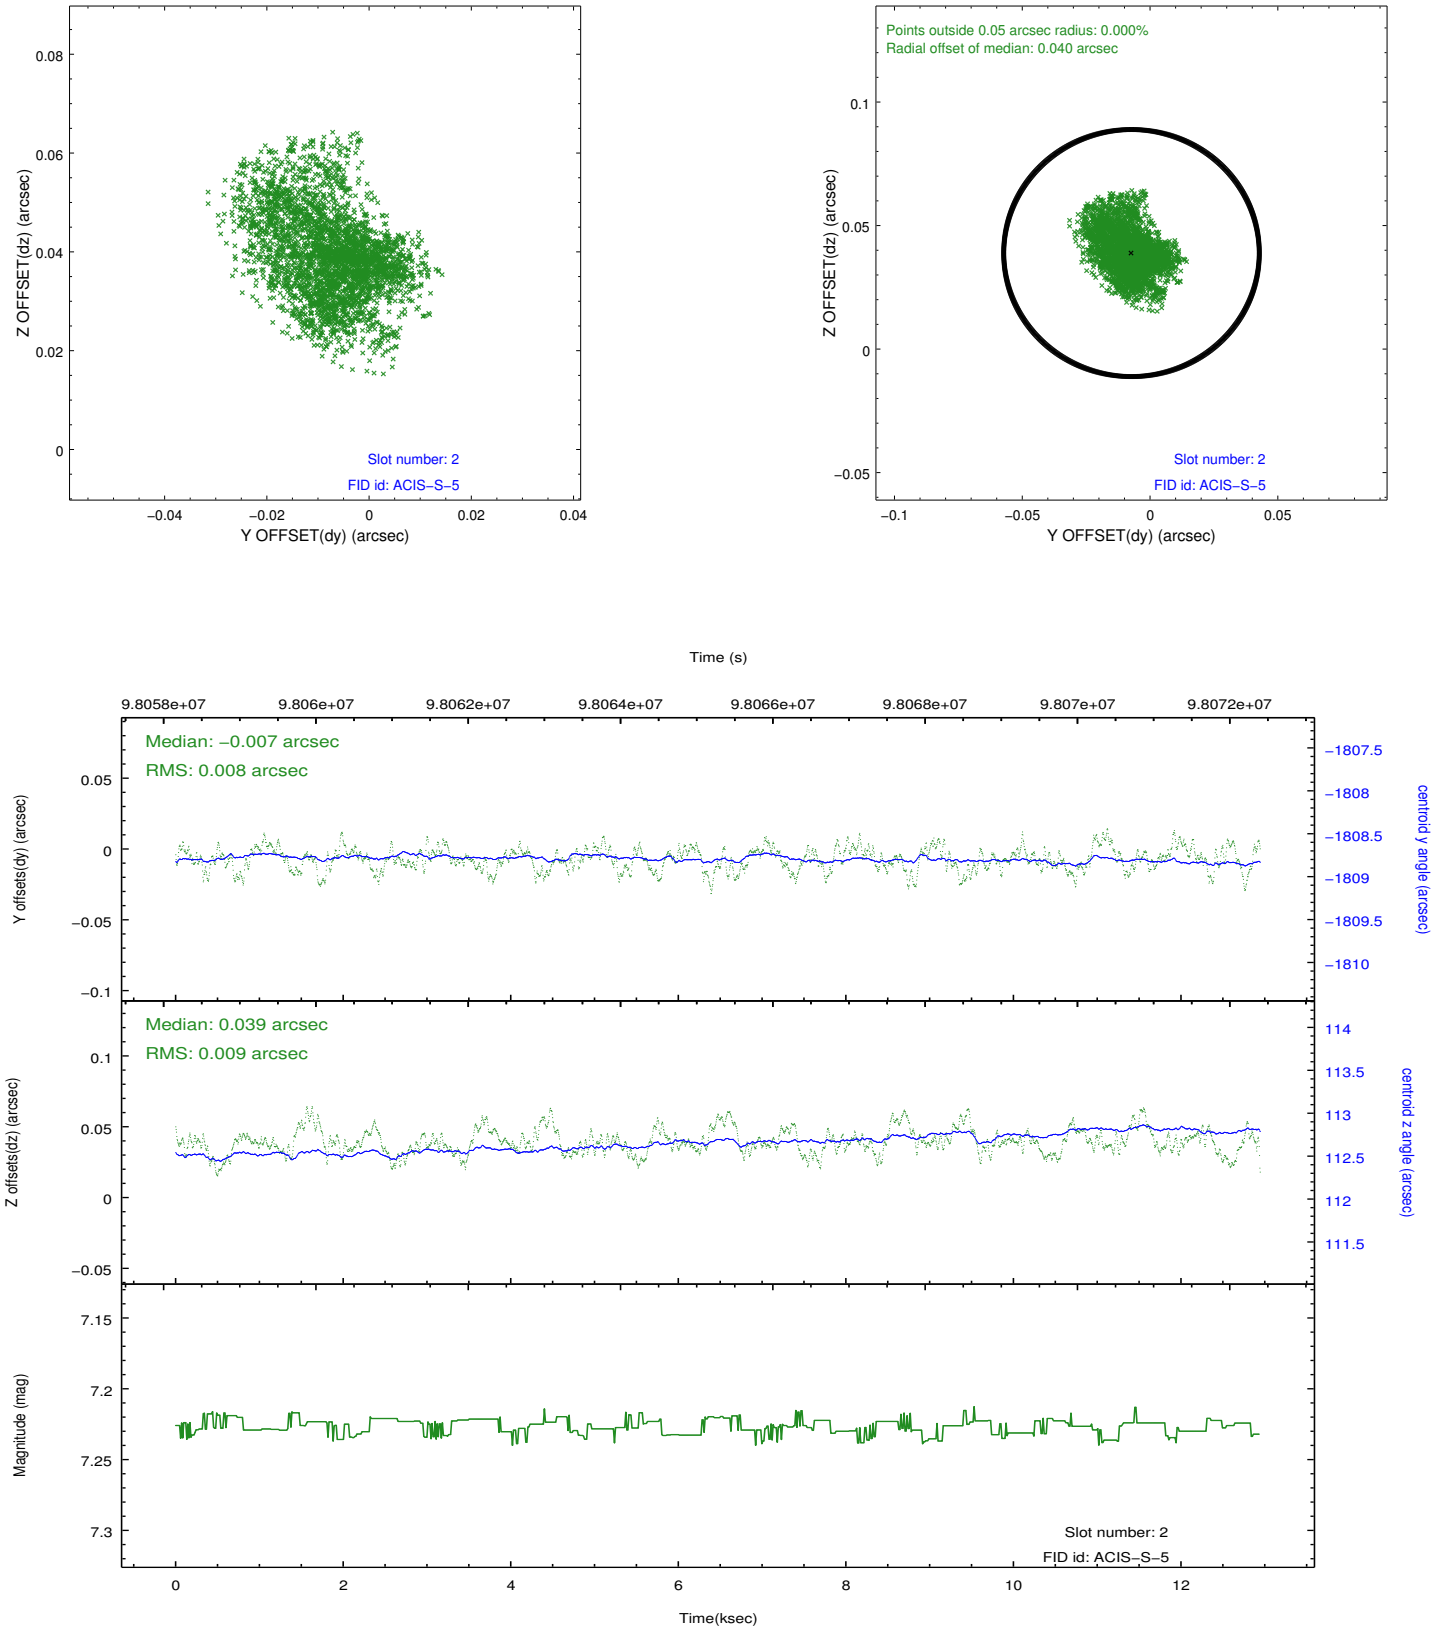 0.08
0.06
0.04
0.02
0
Z OFFSET(dz) (arcsec)
Slot number: 2
FID id: ACIS−S−5
−0.04
−0.02
0
0.02
0.04
Y OFFSET(dy) (arcsec)
Points outside 0.05 arcsec radius: 0.000%
Radial offset of median: 0.040 arcsec
0.1
0.05
0
−0.05
Z OFFSET(dz) (arcsec)
Slot number: 2
FID id: ACIS−S−5
−0.1
−0.05
0
0.05
Y OFFSET(dy) (arcsec)
Time (s)
9.8058e+07
9.806e+07
9.8062e+07
9.8064e+07
9.8066e+07
9.8068e+07
9.807e+07
9.8072e+07
Median: −0.007 arcsec
RMS: 0.008 arcsec
0.05
0
−0.05
−0.1
Y offsets(dy) (arcsec)
−1807.5
−1808
−1808.5
−1809
−1809.5
−1810
centroid y angle (arcsec)
Median: 0.039 arcsec
RMS: 0.009 arcsec
0.1
0.05
0
−0.05
Z offsets(dz) (arcsec)
114
113.5
113
112.5
112
111.5
centroid z angle (arcsec)
7.15
7.2
7.25
7.3
Magnitude (mag)
Slot number: 2
FID id: ACIS−S−5
0
2
4
6
8
10
12
Time(ksec)